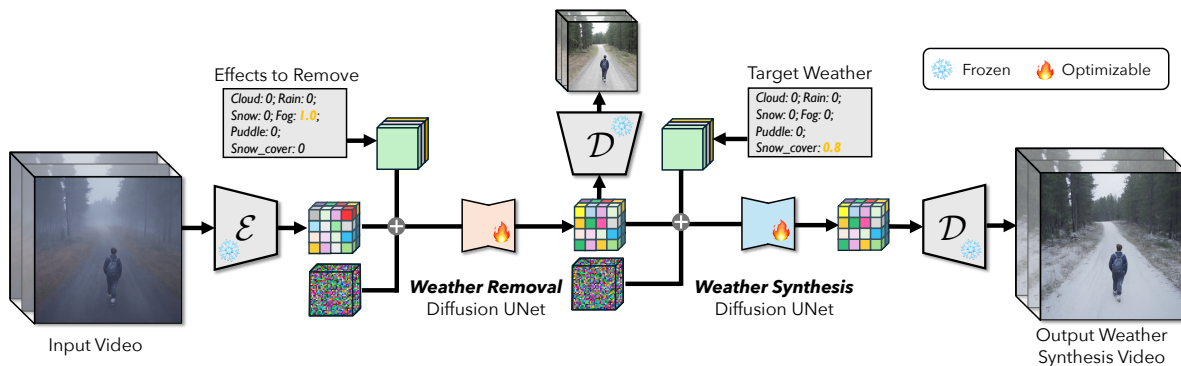 Effects to Remove
Cloud: 0; Rain: 0;
Snow: 0; Fog: 1.0;
Puddle: 0;
Snow_cover: 0
Target Weather
Cloud: 0; Rain: 0;
Snow: 0; Fog: 0;
Puddle: 0;
Snow_cover: 0.8
Frozen
Optimizable
ℰ
𝒟
𝒟
Weather Removal
Diffusion UNet
Weather Synthesis
Diffusion UNet
Input Video
Output Weather
Synthesis Video